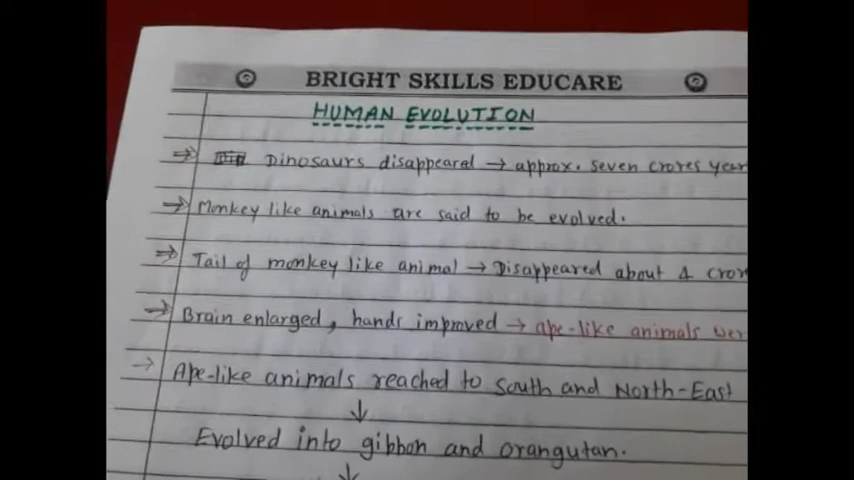 BRIGHT SKILLS EDUCARE
HUMAN EVOLUTION
⇒ Dinosaurs disappeared → approx. seven crores year
⇒ Monkey like animals are said to be evolved.
⇒ Tail of monkey like animal → Disappeared about 4 cror
⇒ Brain enlarged, hands improved → ape-like animals wer
→ Ape-like animals reached to South and North-East
↓
Evolved into gibbon and orangutan.
↓